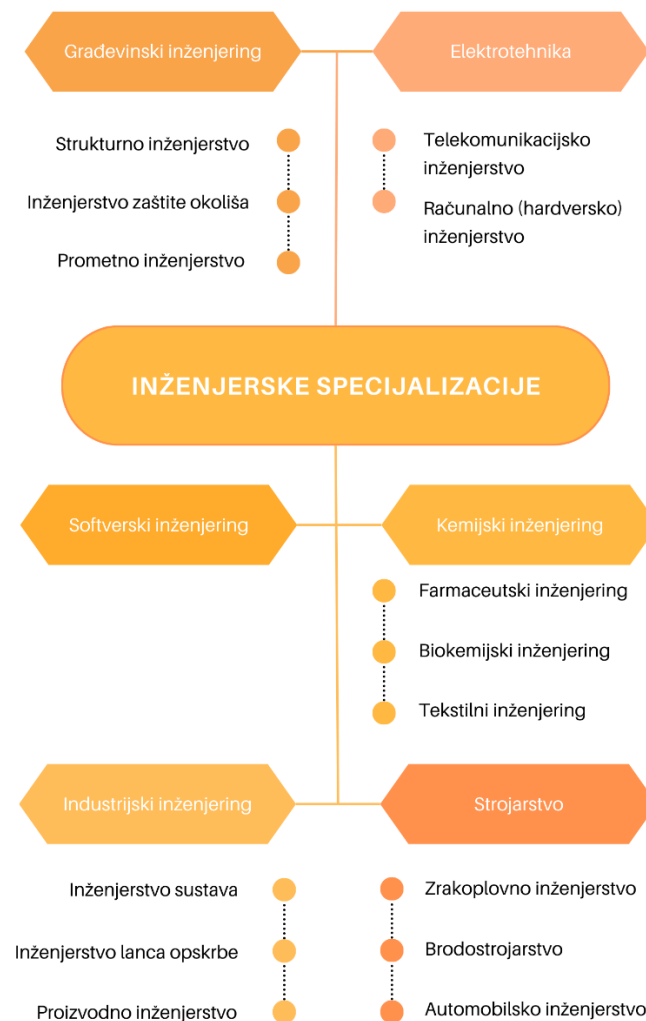 Građevinski inženjering
Elektrotehnika
Strukturno inženjerstvo
Inženjerstvo zaštite okoliša
Prometno inženjerstvo
Telekomunikacijsko
inženjerstvo
Računalno (hardversko)
inženjerstvo
INŽENJERSKE SPECIJALIZACIJE
Softverski inženjering
Kemijski inženjering
Farmaceutski inženjering
Biokemijski inženjering
Tekstilni inženjering
Industrijski inženjering
Strojarstvo
Inženjerstvo sustava
Inženjerstvo lanca opskrbe
Proizvodno inženjerstvo
Zrakoplovno inženjerstvo
Brodostrojarstvo
Automobilsko inženjerstvo